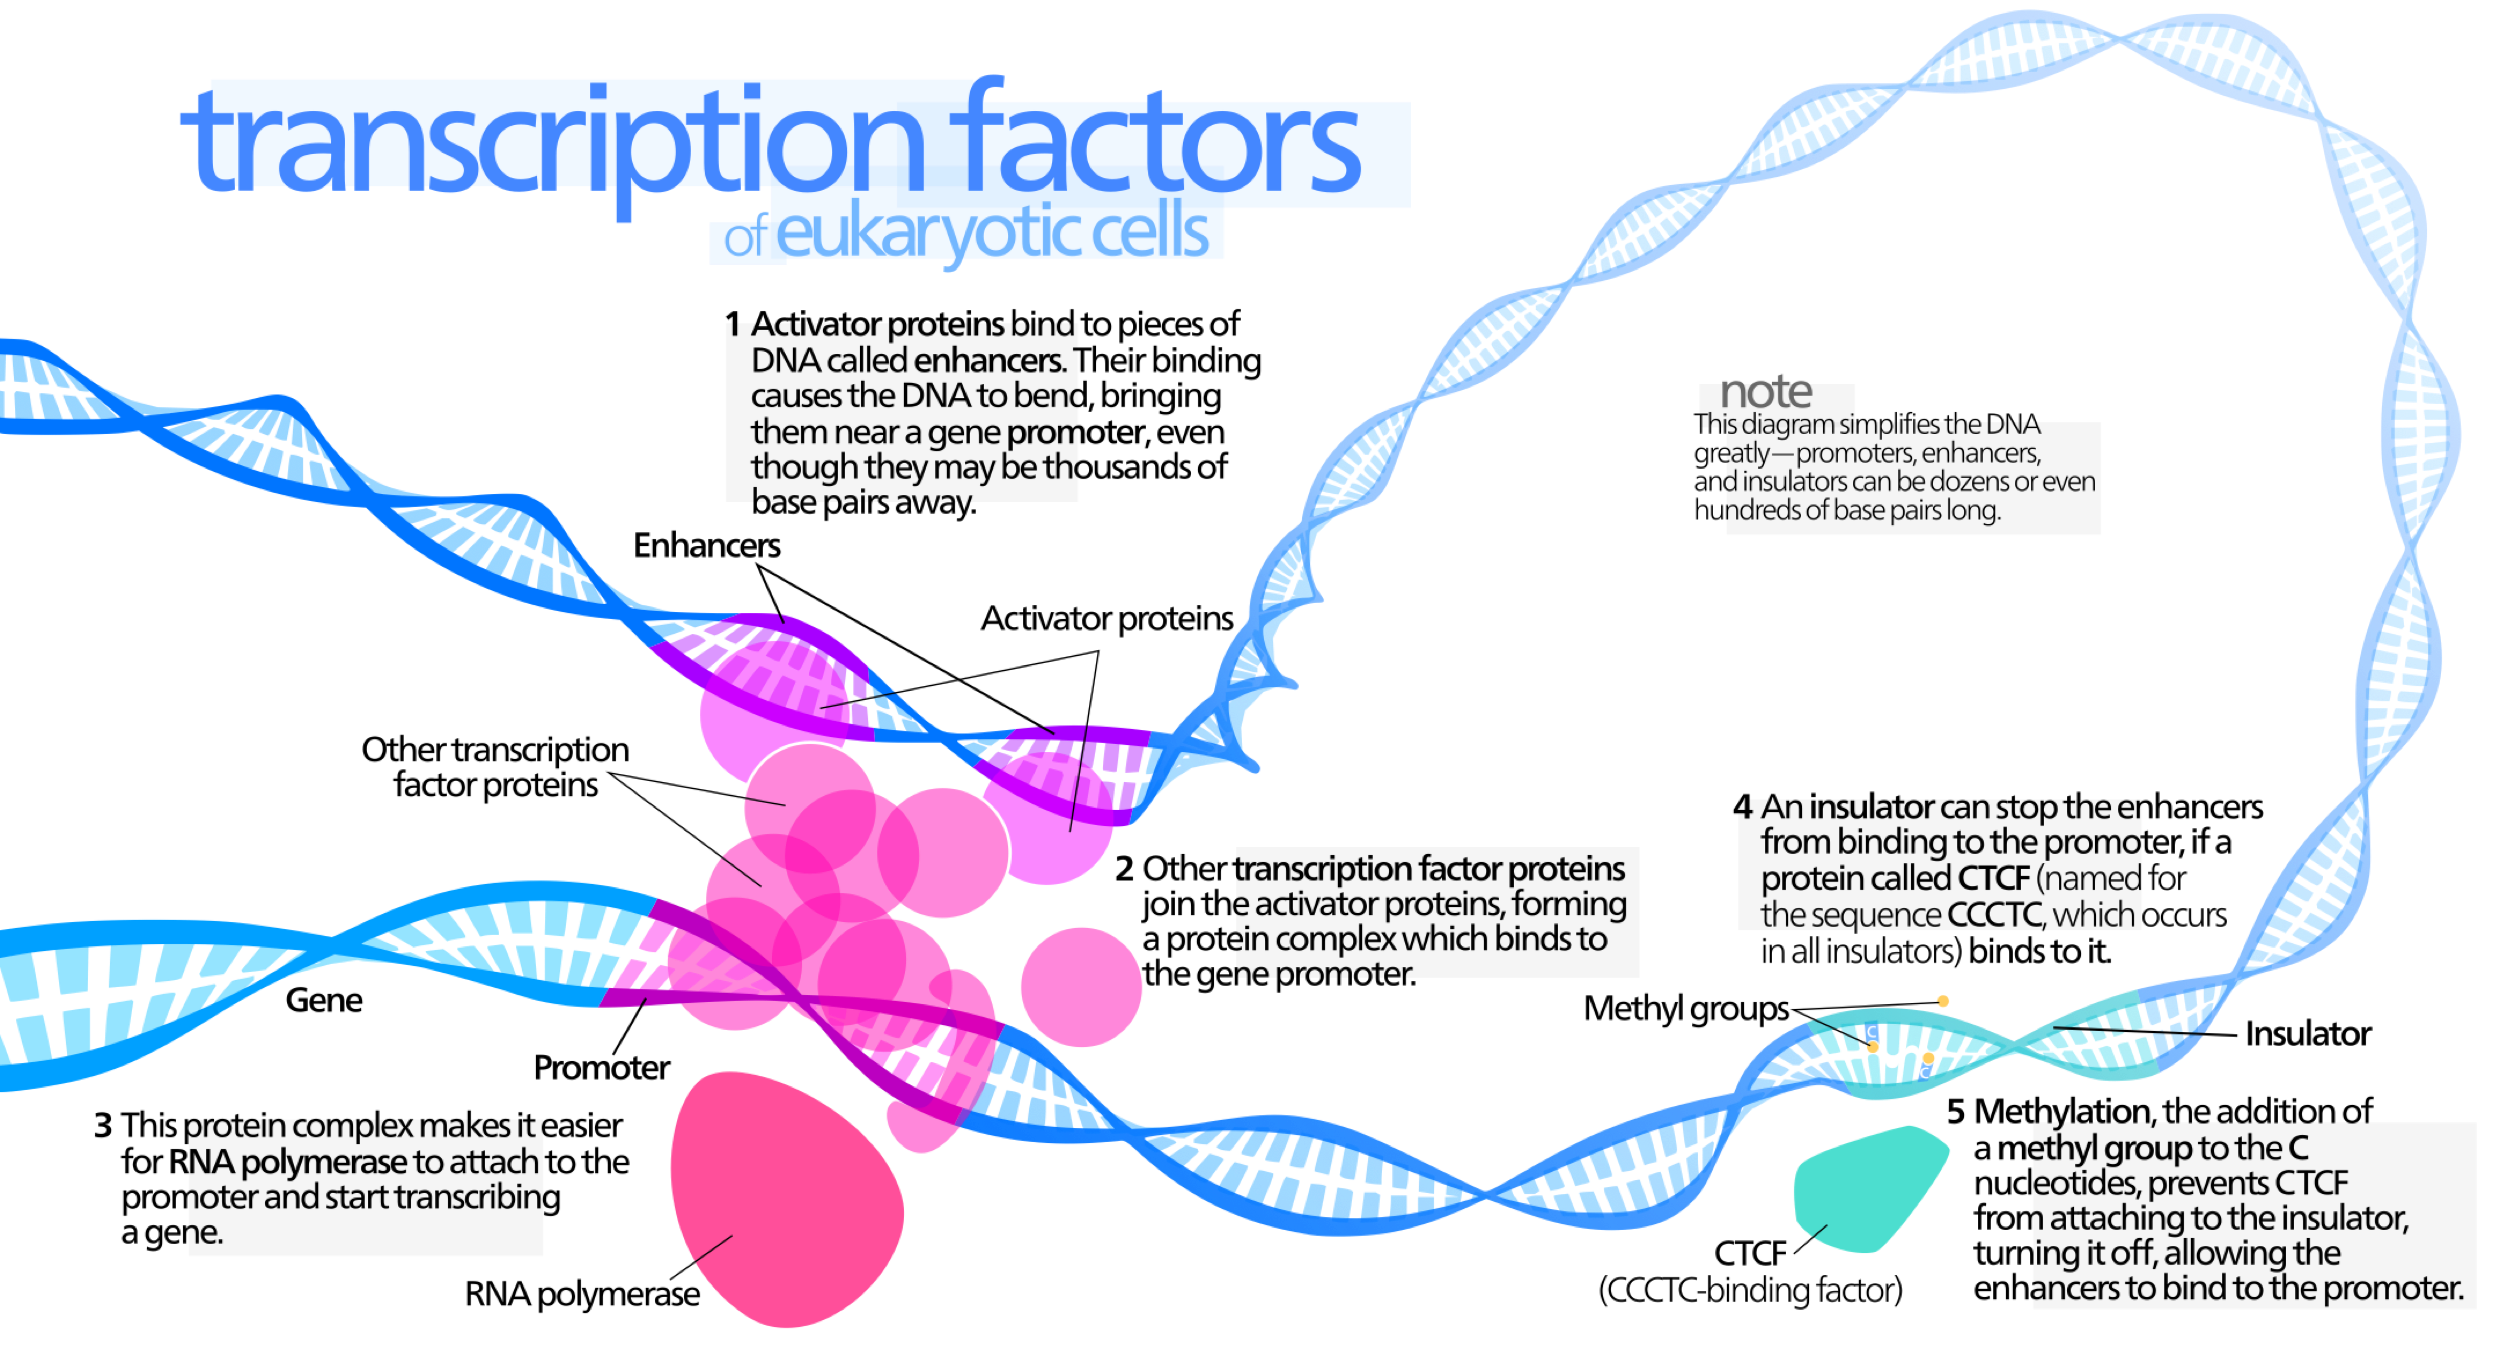 transcription factors
of eukaryotic cells
1 Activator proteins bind to pieces of
DNA called enhancers. Their binding
causes the DNA to bend, bringing
them near a gene promoter, even
though they may be thousands of
base pairs away.
note
This diagram simplifies the DNA
greatly—promoters, enhancers,
and insulators can be dozens or even
hundreds of base pairs long.
Enhancers
Activator proteins
Other transcription
factor proteins
2 Other transcription factor proteins
join the activator proteins, forming
a protein complex which binds to
the gene promoter.
4 An insulator can stop the enhancers
from binding to the promoter, if a
protein called CTCF (named for
the sequence CCCTC, which occurs
in all insulators) binds to it.
Gene
Methyl groups
C
C
Insulator
Promoter
3 This protein complex makes it easier
for RNA polymerase to attach to the
promoter and start transcribing
a gene.
RNA polymerase
5 Methylation, the addition of
a methyl group to the C
nucleotides, prevents CTCF
from attaching to the insulator,
turning it off, allowing the
enhancers to bind to the promoter.
CTCF
(CCCTC-binding factor)